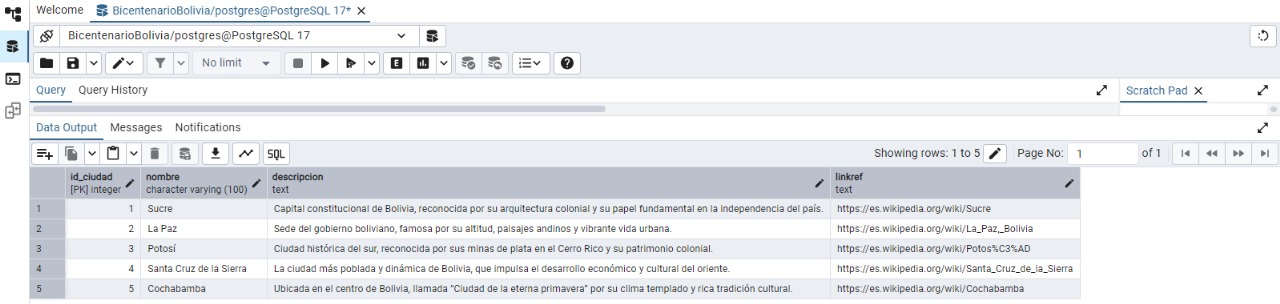 Welcome BicentenarioBolivia/postgres@PostgreSQL 17*
BicentenarioBolivia/postgres@PostgreSQL 17
No limit
Query Query History Scratch Pad
Data Output Messages Notifications
SQL Showing rows: 1 to 5 Page No: 1 of 1
id_ciudad nombre descripcion linkref
[PK] integer character varying (100) text text
1 1 Sucre Capital constitucional de Bolivia, reconocida por su arquitectura colonial y su papel fundamental en la independencia del país. https://es.wikipedia.org/wiki/Sucre
2 2 La Paz Sede del gobierno boliviano, famosa por su altitud, paisajes andinos y vibrante vida urbana. https://es.wikipedia.org/wiki/La_Paz,_Bolivia
3 3 Potosí Ciudad histórica del sur, reconocida por sus minas de plata en el Cerro Rico y su patrimonio colonial. https://es.wikipedia.org/wiki/Potos%C3%AD
4 4 Santa Cruz de la Sierra La ciudad más poblada y dinámica de Bolivia, que impulsa el desarrollo económico y cultural del oriente. https://es.wikipedia.org/wiki/Santa_Cruz_de_la_Sierra
5 5 Cochabamba Ubicada en el centro de Bolivia, llamada "Ciudad de la eterna primavera" por su clima templado y rica tradición cultural. https://es.wikipedia.org/wiki/Cochabamba